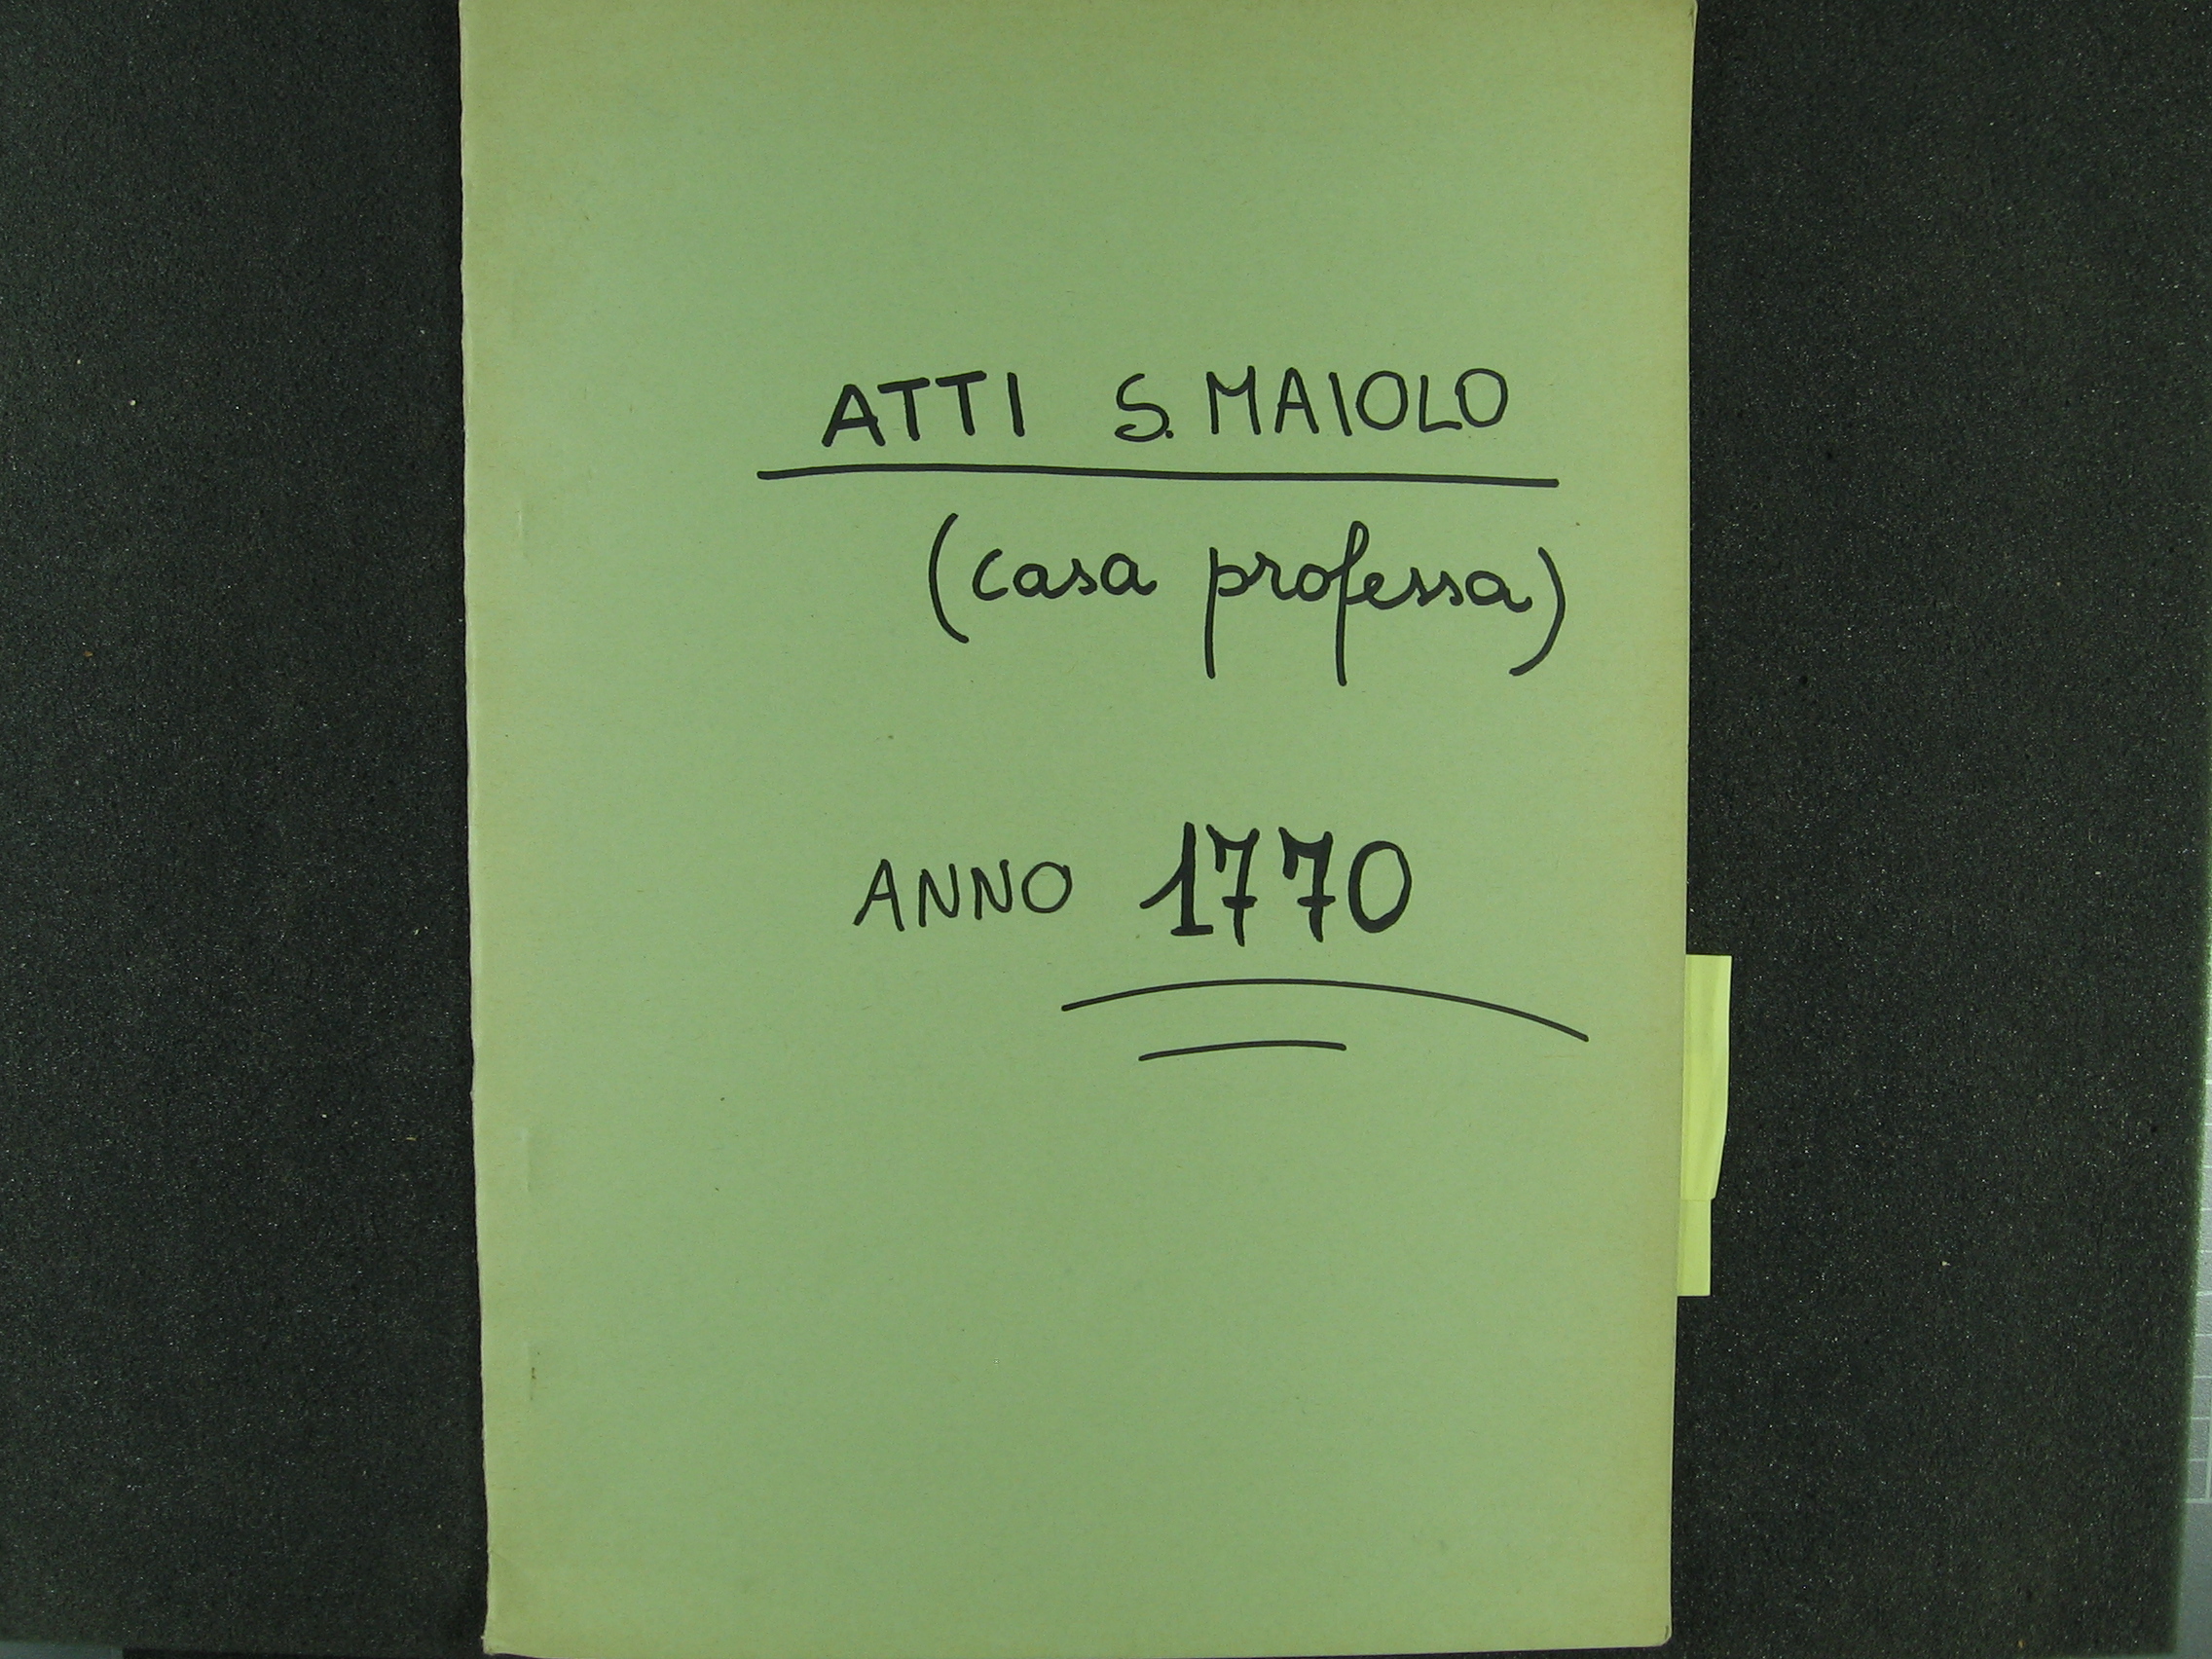 ATTI S. MAIOLO
(casa professa)
ANNO 1770